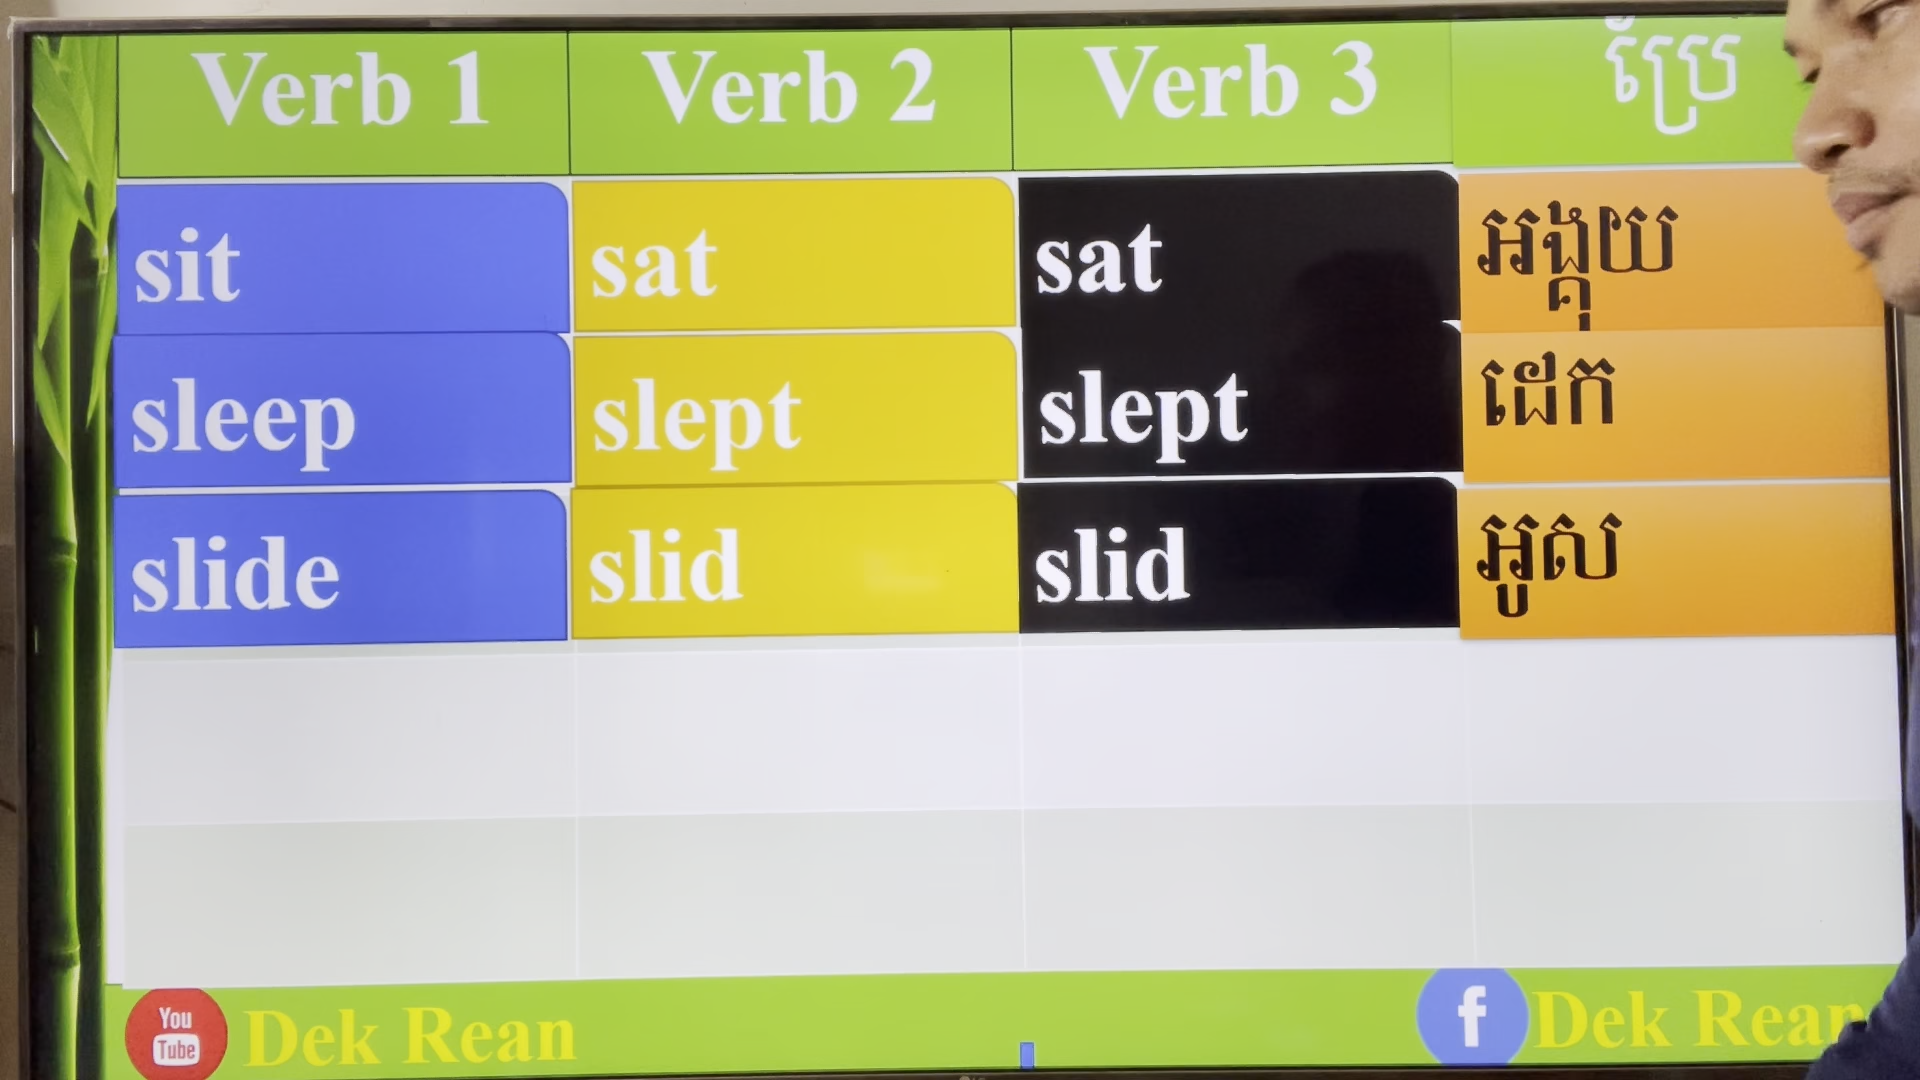 Verb 1 Verb 2 Verb 3 ប្រែ
sit sat sat អង្គុយ
sleep slept slept ដេក
slide slid slid អូស
You Tube Dek Rean f Dek Rean